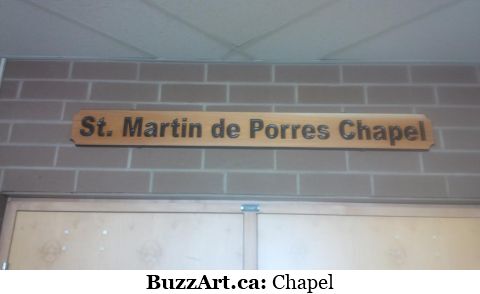 St. Martin de Porres Chapel
BuzzArt.ca: Chapel